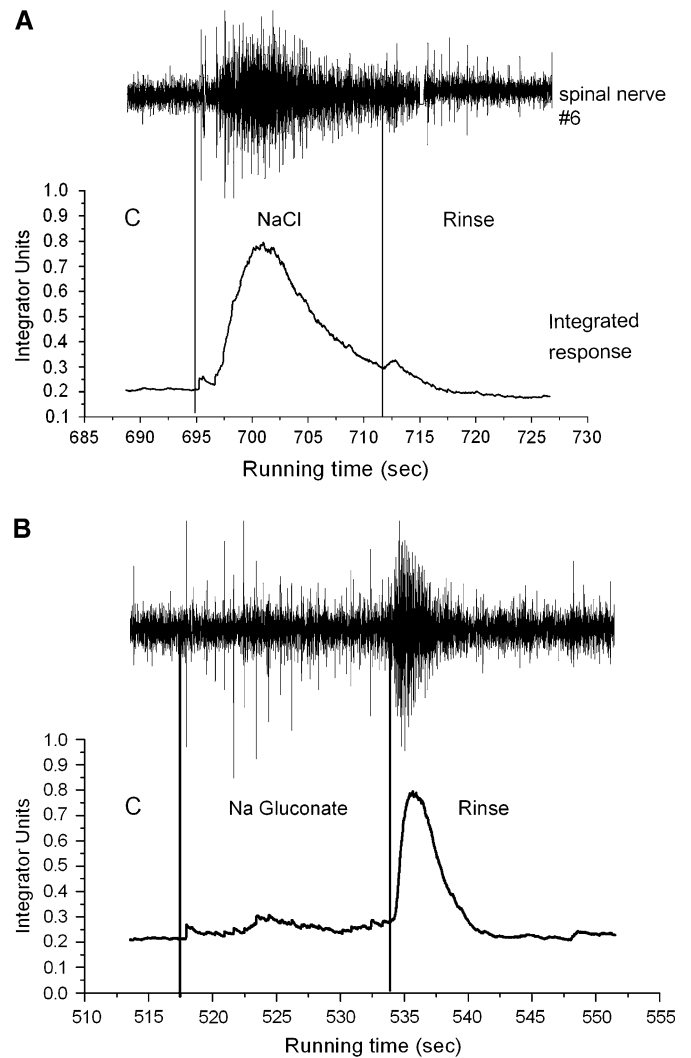 A
spinal nerve
#6
1.0
0.9
0.8
0.7
0.6
0.5
0.4
0.3
0.2
0.1
Integrator Units
C
NaCl
Rinse
Integrated
response
685 690 695 700 705 710 715 720 725 730
Running time (sec)
B
1.0
0.9
0.8
0.7
0.6
0.5
0.4
0.3
0.2
0.1
0.0
Integrator Units
C
Na Gluconate
Rinse
510 515 520 525 530 535 540 545 550 555
Running time (sec)